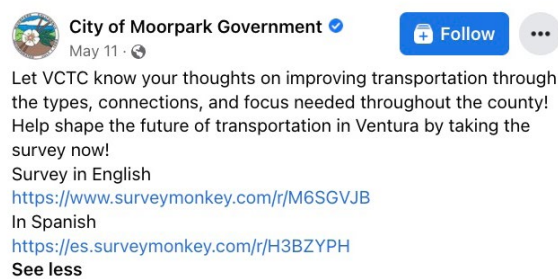 City of Moorpark Government
Follow
May 11 ·
Let VCTC know your thoughts on improving transportation through
the types, connections, and focus needed throughout the county!
Help shape the future of transportation in Ventura by taking the
survey now!
Survey in English
https://www.surveymonkey.com/r/M6SGVJB
In Spanish
https://es.surveymonkey.com/r/H3BZYPH
See less